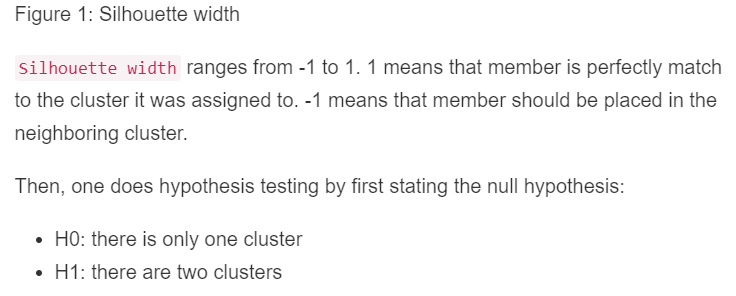 Figure 1: Silhouette width
Silhouette width ranges from -1 to 1. 1 means that member is perfectly match
to the cluster it was assigned to. -1 means that member should be placed in the
neighboring cluster.
Then, one does hypothesis testing by first stating the null hypothesis:
• H0: there is only one cluster
• H1: there are two clusters